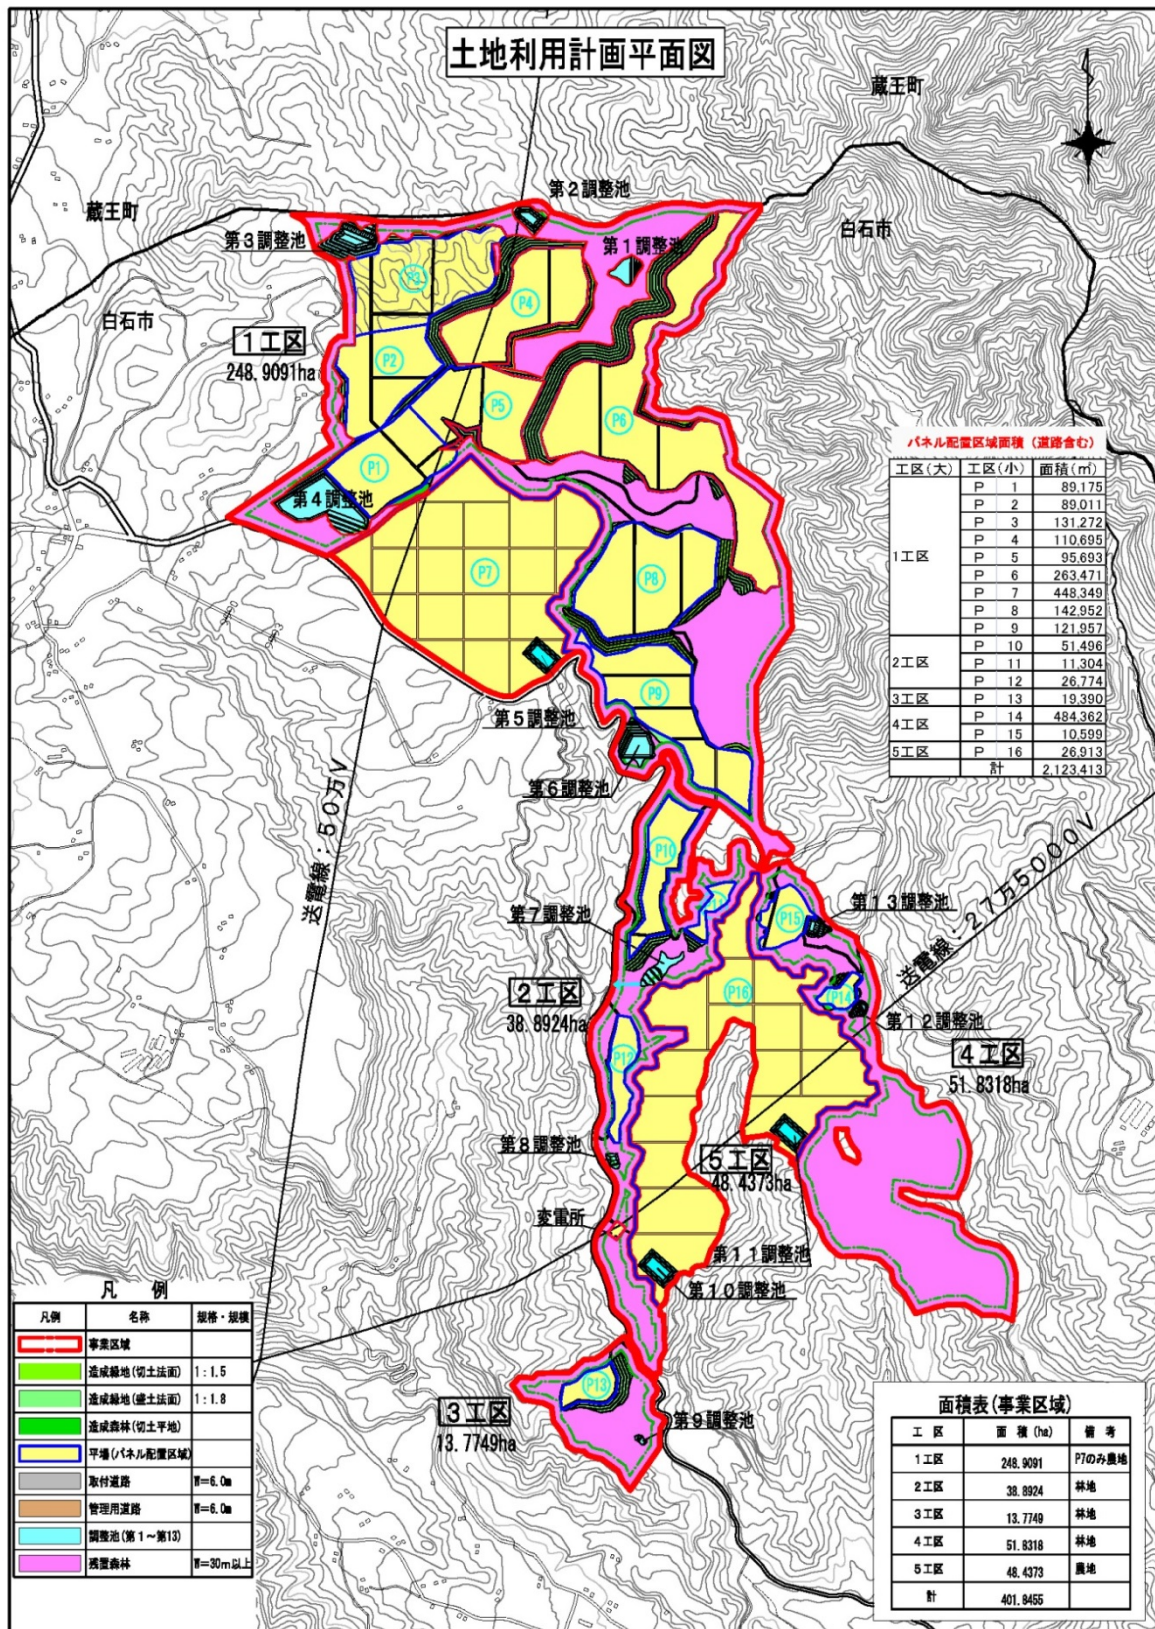 土地利用計画平面図
蔵王町
蔵王町
白石市
白石市
第2調整池
第3調整池
第1調整池
1工区
248.9091ha
P3
P4
P2
P5
P6
P1
第4調整池
P7
P8
P9
第5調整池
第6調整池
送電線:50万V
パネル配置区域面積(道路含む)
工区(大) 工区(小) 面積(㎡)
1工区
P 1 89,175
P 2 89,011
P 3 131,272
P 4 110,695
P 5 95,693
P 6 263,471
P 7 448,349
P 8 142,952
P 9 121,957
2工区
P 10 51,496
P 11 11,304
P 12 26,774
3工区 P 13 19,390
4工区
P 14 484,362
P 15 10,599
5工区 P 16 26,913
計 2,123,413
P10
P15
第13調整池
送電線:27万5000V
第7調整池
P16
P14
第12調整池
2工区
38.8924ha
4工区
51.8318ha
P12
第8調整池
5工区
48.4373ha
変電所
第11調整池
第10調整池
P13
3工区
13.7749ha
第9調整池
凡 例
凡例 名称 規格・規模
事業区域
造成緑地(切土法面) 1:1.5
造成緑地(盛土法面) 1:1.8
造成森林(切土平地)
平場(パネル配置区域)
取付道路 W=6.0m
管理用道路 W=6.0m
調整池(第1~第13)
残置森林 W=30m以上
面積表(事業区域)
工 区 面 積 (ha) 備 考
1工区 248.9091 P7のみ農地
2工区 38.8924 林地
3工区 13.7749 林地
4工区 51.8318 林地
5工区 48.4373 農地
計 401.8455